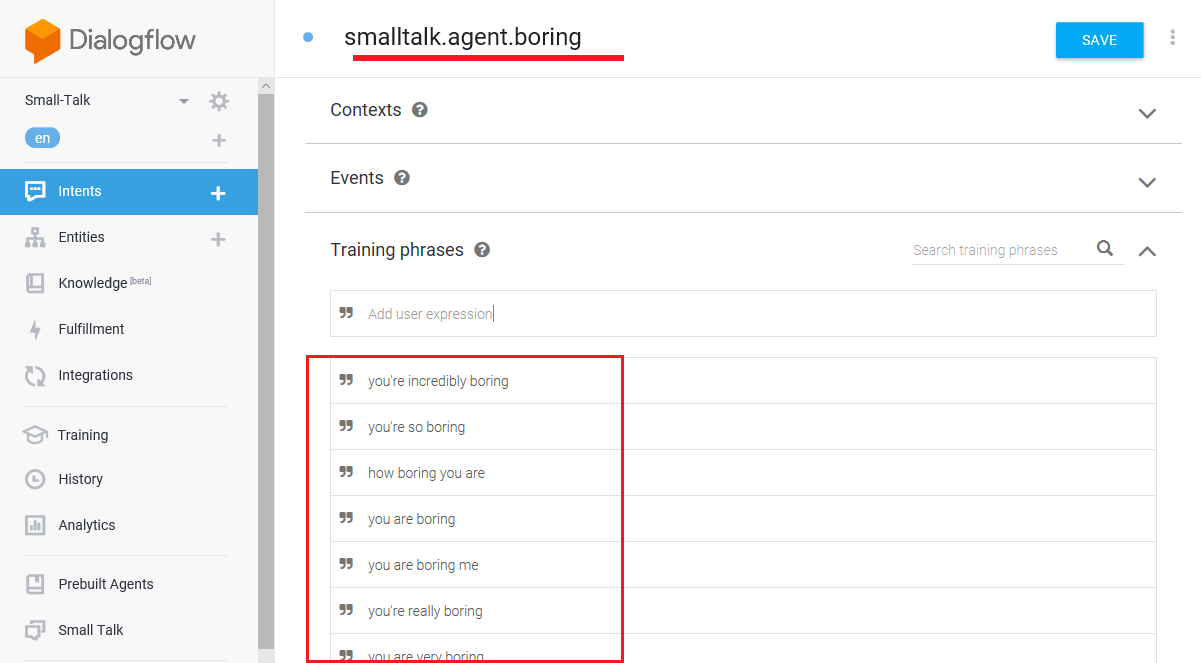 Dialogflow
Small-Talk
en
Intents
Entities
Knowledge [beta]
Fulfillment
Integrations
Training
History
Analytics
Prebuilt Agents
Small Talk
smalltalk.agent.boring
SAVE
Contexts
Events
Training phrases
Search training phrases
Add user expression
you're incredibly boring
you're so boring
how boring you are
you are boring
you are boring me
you're really boring
you are very boring